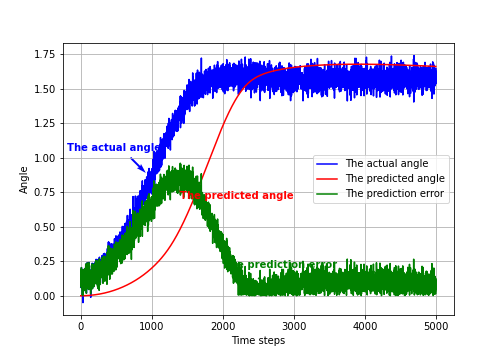 1.75
1.50
1.25
1.00
0.75
0.50
0.25
0.00
Angle
The actual angle
The predicted angle
prediction error
The actual angle
The predicted angle
The prediction error
0
1000
2000
3000
4000
5000
Time steps